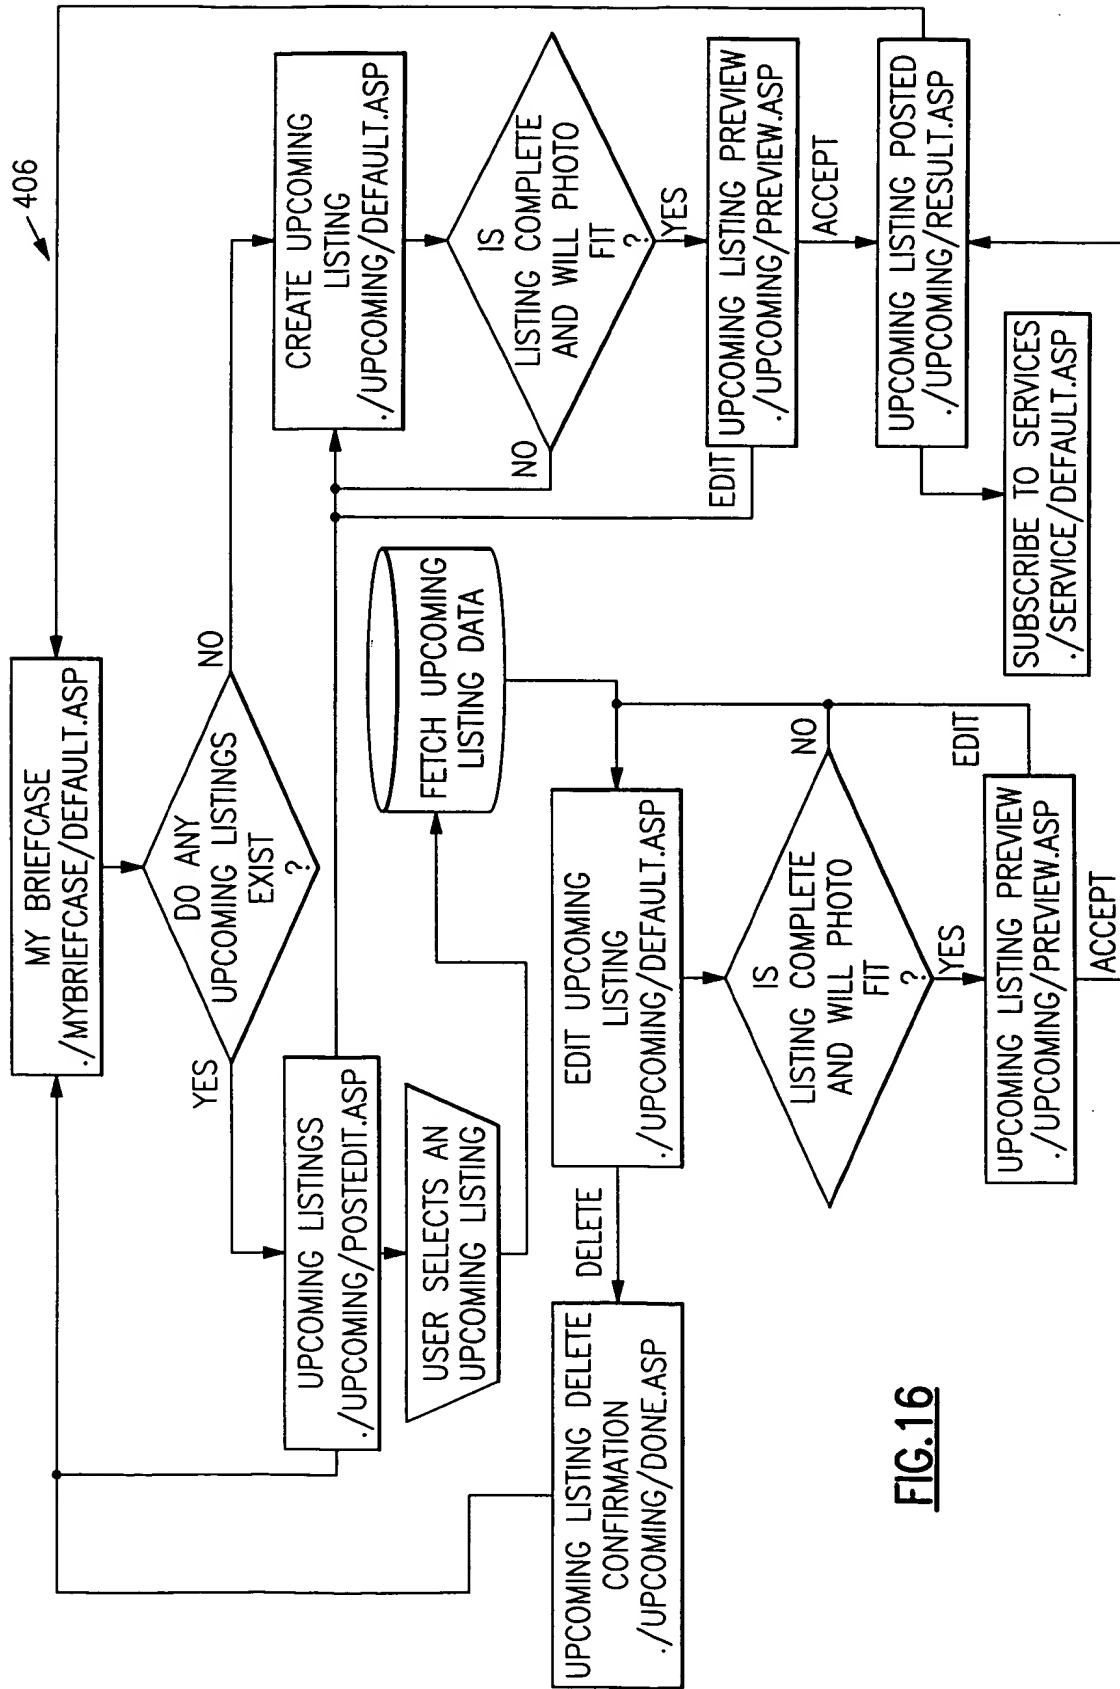 406
MY BRIEFCASE
./MYBRIEFCASE/DEFAULT.ASP
DO ANY
UPCOMING LISTINGS
EXIST
?
YES
NO
UPCOMING LISTINGS
./UPCOMING/POSTEDIT.ASP
USER SELECTS AN
UPCOMING LISTING
FETCH UPCOMING
LISTING DATA
CREATE UPCOMING
LISTING
./UPCOMING/DEFAULT.ASP
IS
LISTING COMPLETE
AND WILL PHOTO
FIT
?
NO
YES
EDIT
UPCOMING LISTING PREVIEW
./UPCOMING/PREVIEW.ASP
ACCEPT
UPCOMING LISTING POSTED
./UPCOMING/RESULT.ASP
SUBSCRIBE TO SERVICES
./SERVICE/DEFAULT.ASP
EDIT UPCOMING
LISTING
./UPCOMING/DEFAULT.ASP
DELETE
UPCOMING LISTING DELETE
CONFIRMATION
./UPCOMING/DONE.ASP
IS
LISTING COMPLETE
AND WILL PHOTO
FIT
?
NO
YES
EDIT
UPCOMING LISTING PREVIEW
./UPCOMING/PREVIEW.ASP
ACCEPT
FIG.16